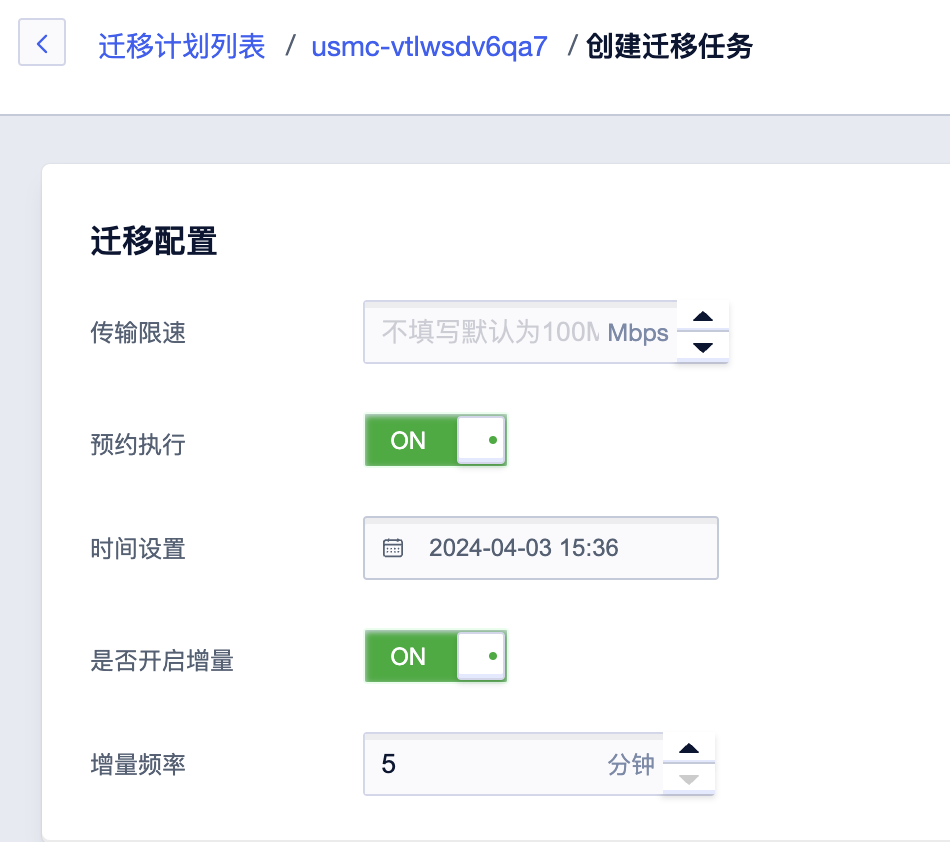 迁移计划列表 / usmc-vtlwsdv6qa7 / 创建迁移任务
迁移配置
传输限速 不填写默认为100M Mbps
预约执行 ON
时间设置 2024-04-03 15:36
是否开启增量 ON
增量频率 5 分钟